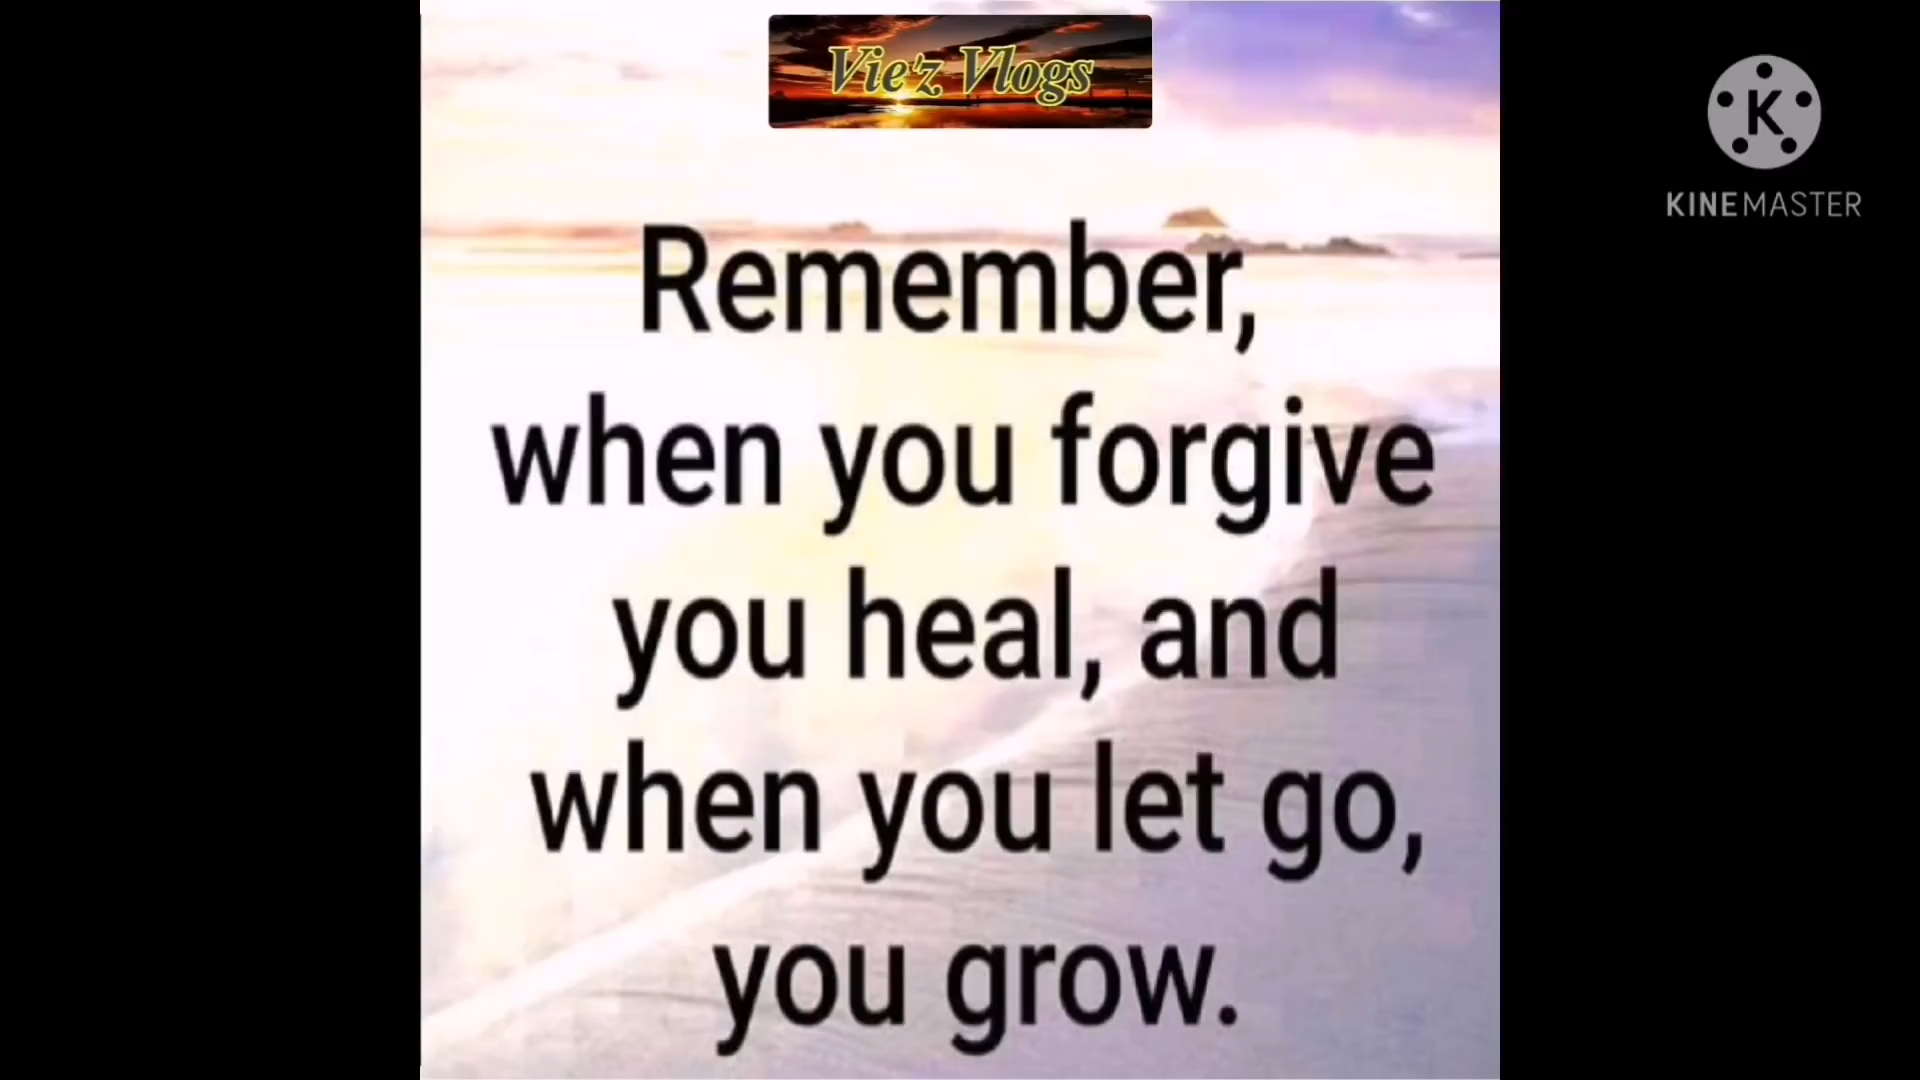 Vie'z Vlogs
KINEMASTER
Remember,
when you forgive
you heal, and
when you let go,
you grow.